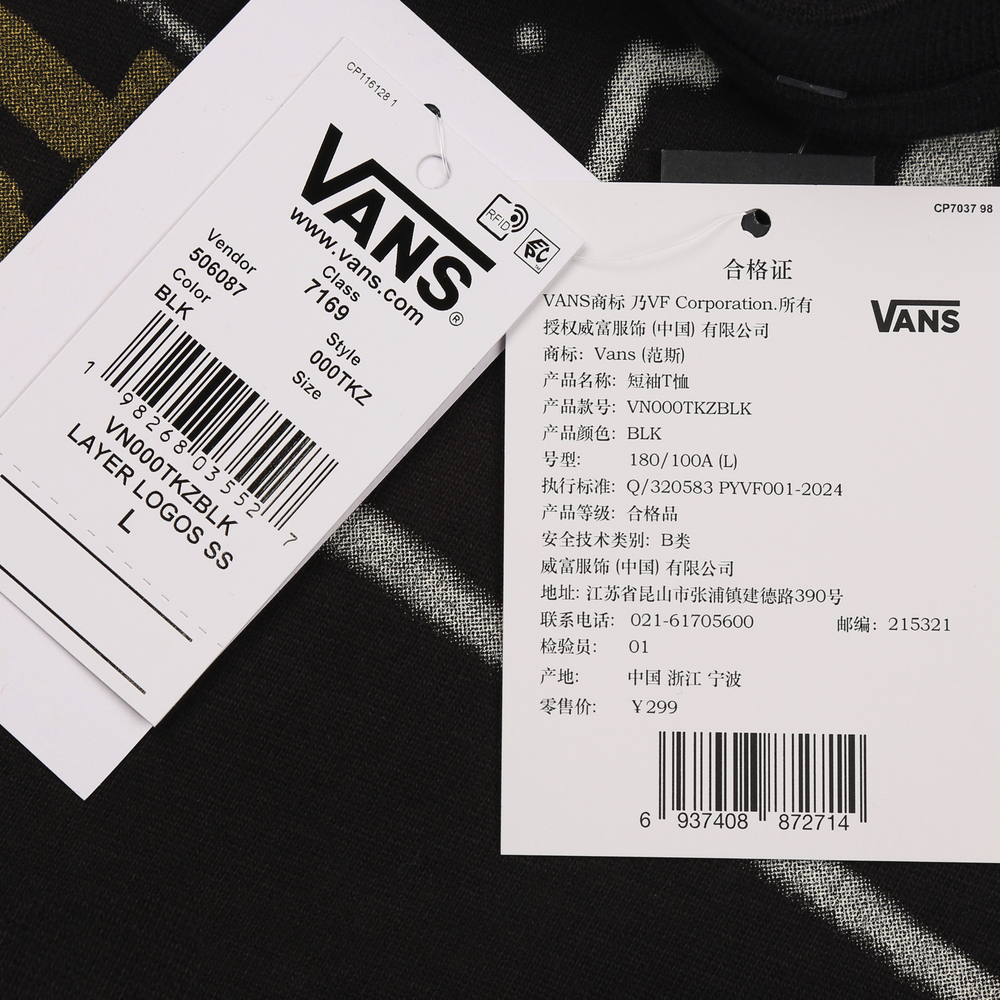 CP116128 1
VANS®
www.vans.com
RFID
EPC™
Vendor
506087
Class
7169
Color
BLK
Style
000TKZ
Size
1 98268 03552 7
VN000TKZBLK
LAYER LOGOS SS
L
CP7037 98
合格证
VANS
VANS商标 乃VF Corporation.所有
授权威富服饰 (中国) 有限公司
商标: Vans (范斯)
产品名称: 短袖T恤
产品款号: VN000TKZBLK
产品颜色: BLK
号型: 180/100A (L)
执行标准: Q/320583 PYVF001-2024
产品等级: 合格品
安全技术类别: B类
威富服饰 (中国) 有限公司
地址: 江苏省昆山市张浦镇建德路390号
联系电话: 021-61705600 邮编: 215321
检验员: 01
产地: 中国 浙江 宁波
零售价: ￥299
6 937408 872714